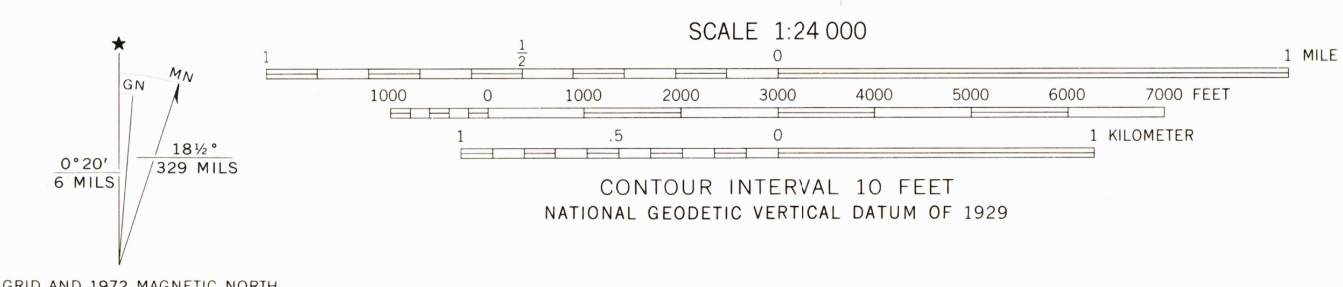 SCALE 1:24 000
1 1/2 0 1 MILE
1000 0 1000 2000 3000 4000 5000 6000 7000 FEET
1 .5 0 1 KILOMETER
CONTOUR INTERVAL 10 FEET
NATIONAL GEODETIC VERTICAL DATUM OF 1929
★
GN
MN
0°20′
6 MILS
18½°
329 MILS
GRID AND 1972 MAGNETIC NORTH